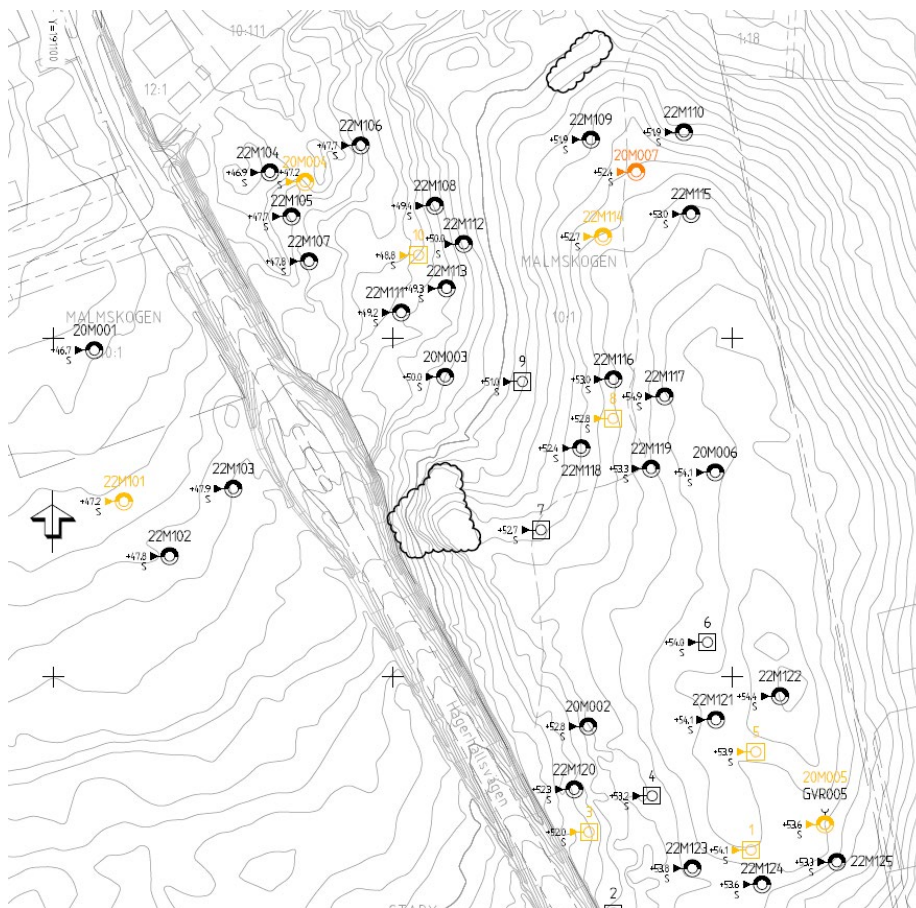 Y=191100
10:111
1:18
12:1
22M106
22M109
22M110
+47.7
S
+51.9
S
+51.9
S
22M104
20M004
20M007
+46.9
S
+47.2
S
+52.4
S
22M105
22M108
22M115
+47.7
S
+49.4
S
+53.0
S
22M107
10
22M112
22M114
+47.8
S
+48.8
S
+50.0
S
+52.7
S
MALMSKOGEN
22M111
22M113
+49.2
S
+49.3
S
MALMSKOGEN
10:1
10:1
20M001
+46.7
S
20M003
9
22M116
22M117
+50.0
S
+51.0
S
+53.0
S
+54.9
S
8
+52.8
S
22M118
22M119
20M006
+52.4
S
+53.3
S
+54.1
S
22M101
22M103
+47.2
S
+47.9
S
22M102
+47.8
S
7
+52.7
S
6
+54.0
S
22M122
+54.4
S
20M002
22M121
+52.8
S
+54.1
S
Hägerhalsvägen
5
+53.9
S
22M120
4
20M005
GVR005
+52.3
S
+53.2
S
+53.6
S
3
1
+52.0
S
+54.1
S
22M123
22M124
22M125
+53.8
S
+53.6
S
S
2